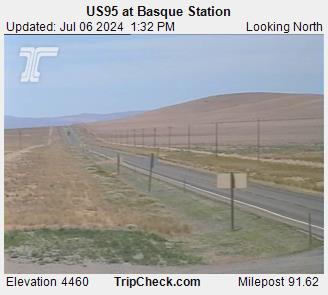 US95 at Basque Station
Updated: Jul 06 2024 1:32 PM Looking North
Elevation 4460 TripCheck.com Milepost 91.62